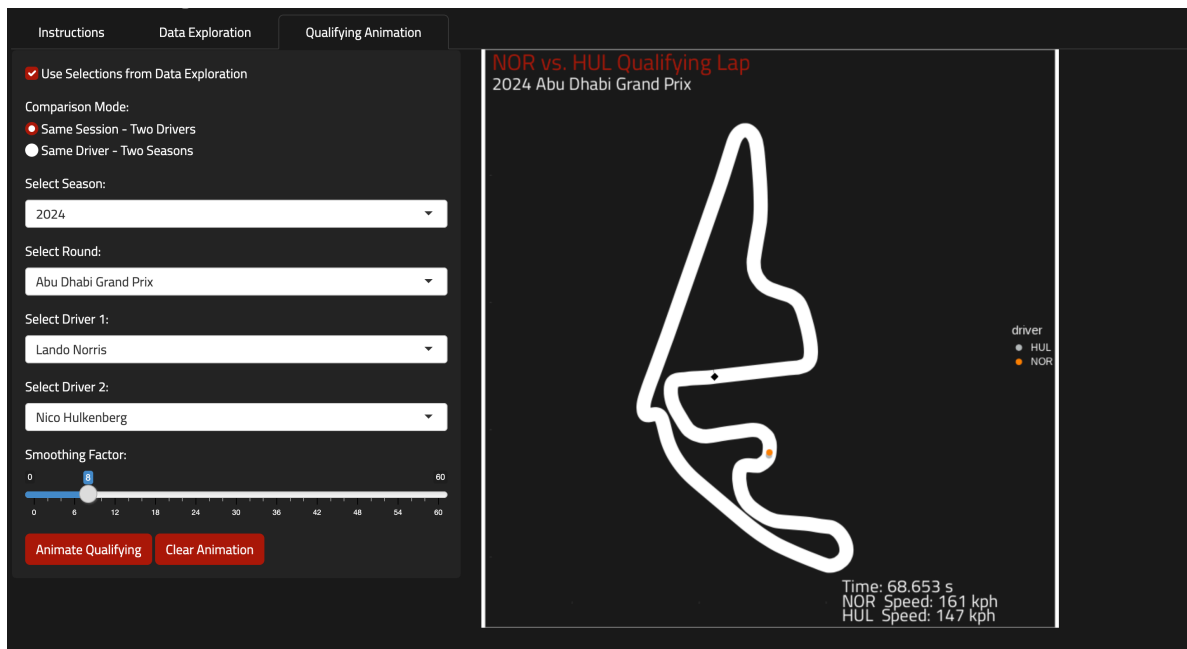 Instructions Data Exploration Qualifying Animation
Use Selections from Data Exploration
Comparison Mode:
Same Session - Two Drivers
Same Driver - Two Seasons
Select Season:
2024
Select Round:
Abu Dhabi Grand Prix
Select Driver 1:
Lando Norris
Select Driver 2:
Nico Hulkenberg
Smoothing Factor:
0 8 60
0 6 12 18 24 30 36 42 48 54 60
Animate Qualifying Clear Animation
NOR vs. HUL Qualifying Lap
2024 Abu Dhabi Grand Prix
driver
HUL
NOR
Time: 68.653 s
NOR Speed: 161 kph
HUL Speed: 147 kph